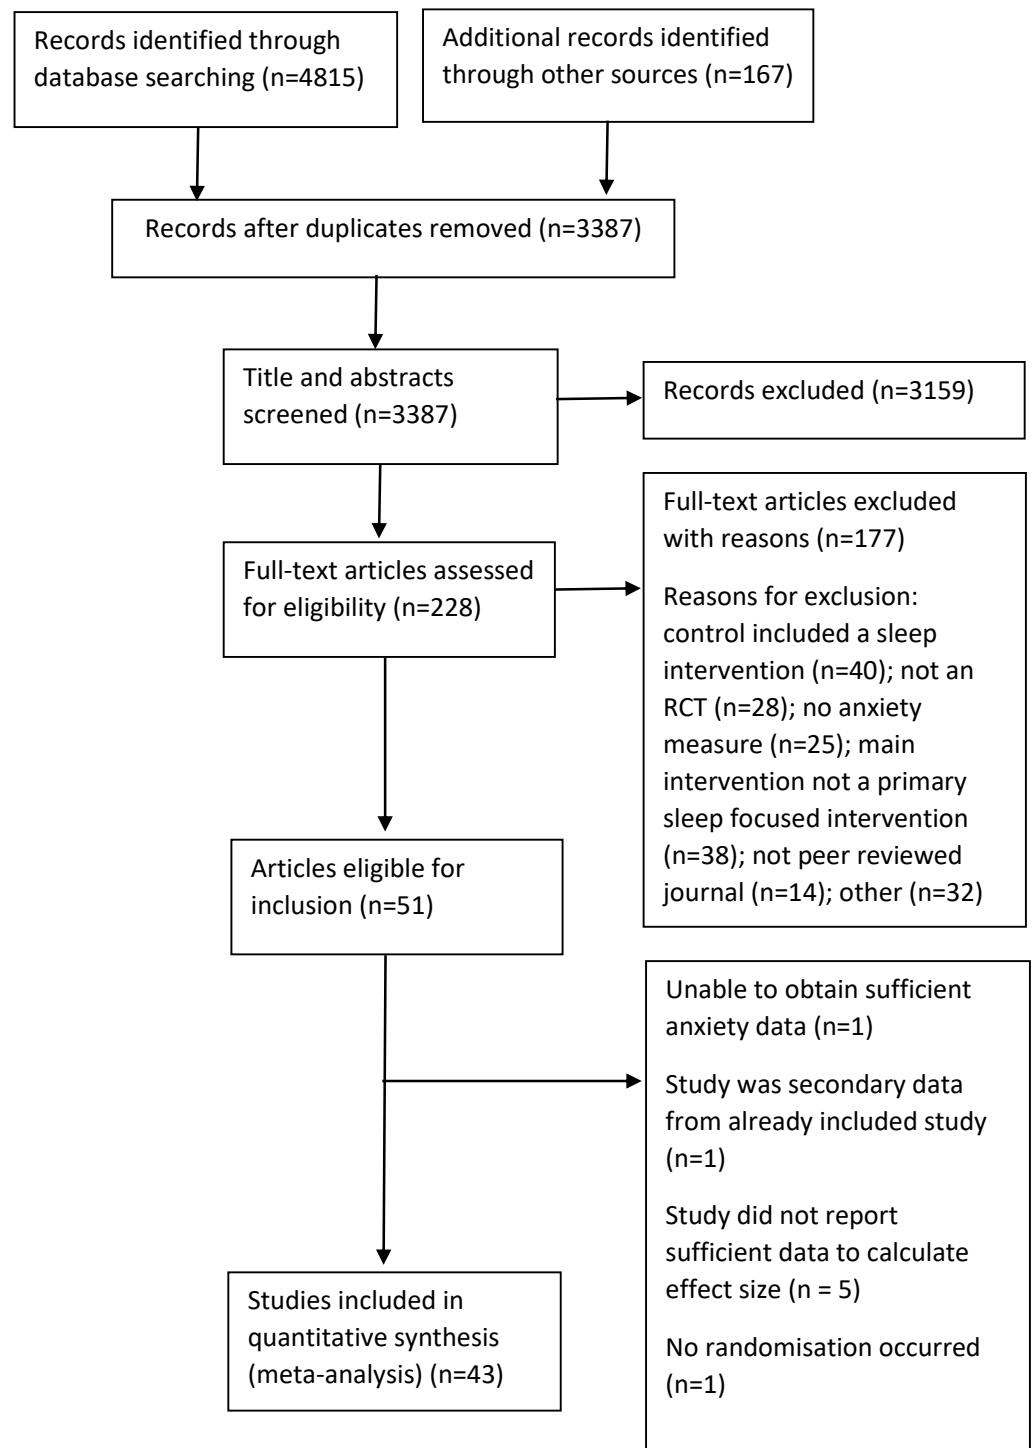 Records identified through
database searching (n=4815)
Additional records identified
through other sources (n=167)
Records after duplicates removed (n=3387)
Title and abstracts
screened (n=3387)
Records excluded (n=3159)
Full-text articles assessed
for eligibility (n=228)
Full-text articles excluded
with reasons (n=177)
Reasons for exclusion:
control included a sleep
intervention (n=40); not an
RCT (n=28); no anxiety
measure (n=25); main
intervention not a primary
sleep focused intervention
(n=38); not peer reviewed
journal (n=14); other (n=32)
Articles eligible for
inclusion (n=51)
Unable to obtain sufficient
anxiety data (n=1)
Study was secondary data
from already included study
(n=1)
Study did not report
sufficient data to calculate
effect size (n = 5)
No randomisation occurred
(n=1)
Studies included in
quantitative synthesis
(meta-analysis) (n=43)